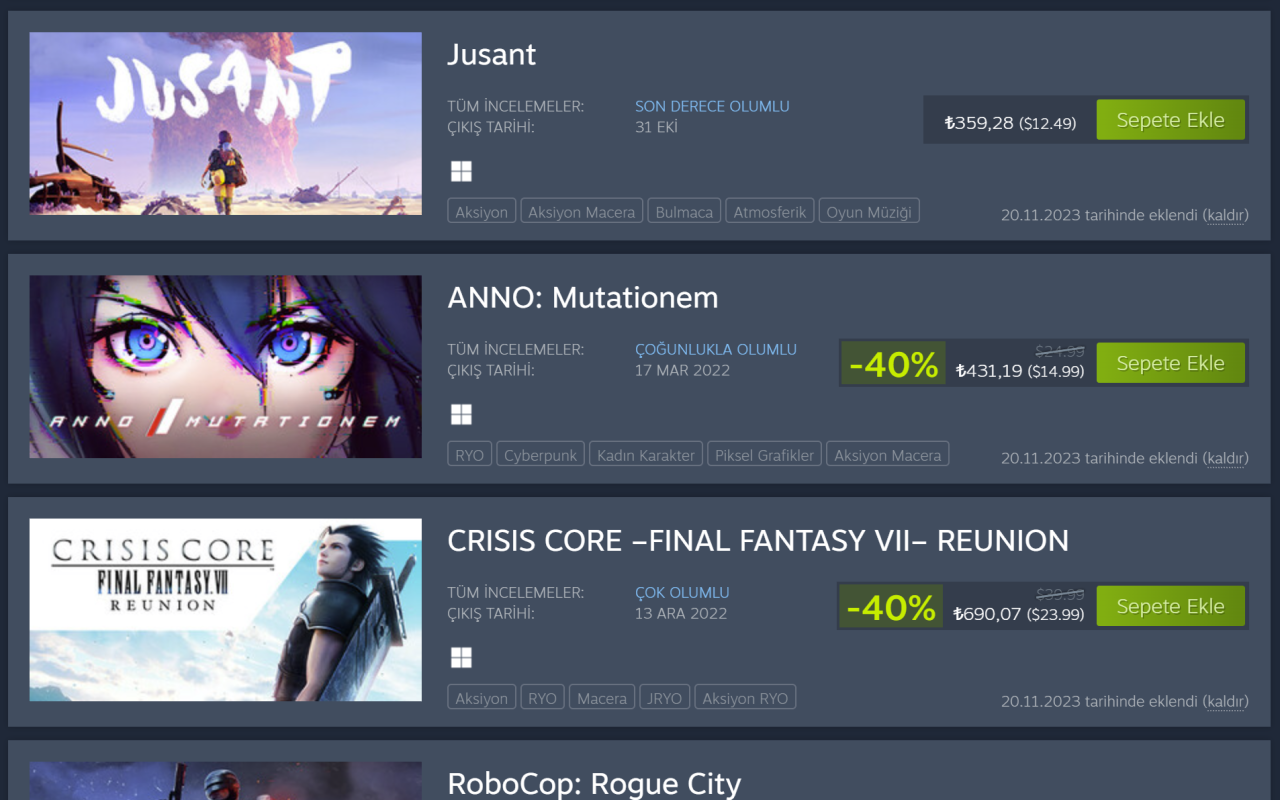 JUSANT
Jusant
TÜM İNCELEMELER: SON DERECE OLUMLU
ÇIKIŞ TARİHİ: 31 EKİ
₺359,28 ($12.49) Sepete Ekle
Aksiyon Aksiyon Macera Bulmaca Atmosferik Oyun Müziği
20.11.2023 tarihinde eklendi (kaldır)
ANNO MUTATIONEM
ANNO: Mutationem
TÜM İNCELEMELER: ÇOĞUNLUKLA OLUMLU
ÇIKIŞ TARİHİ: 17 MAR 2022
-40% $24.99 ₺431,19 ($14.99) Sepete Ekle
RYO Cyberpunk Kadın Karakter Piksel Grafikler Aksiyon Macera
20.11.2023 tarihinde eklendi (kaldır)
CRISIS CORE
FINAL FANTASY VII
REUNION
CRISIS CORE –FINAL FANTASY VII– REUNION
TÜM İNCELEMELER: ÇOK OLUMLU
ÇIKIŞ TARİHİ: 13 ARA 2022
-40% $39.99 ₺690,07 ($23.99) Sepete Ekle
Aksiyon RYO Macera JRYO Aksiyon RYO
20.11.2023 tarihinde eklendi (kaldır)
RoboCop: Rogue City